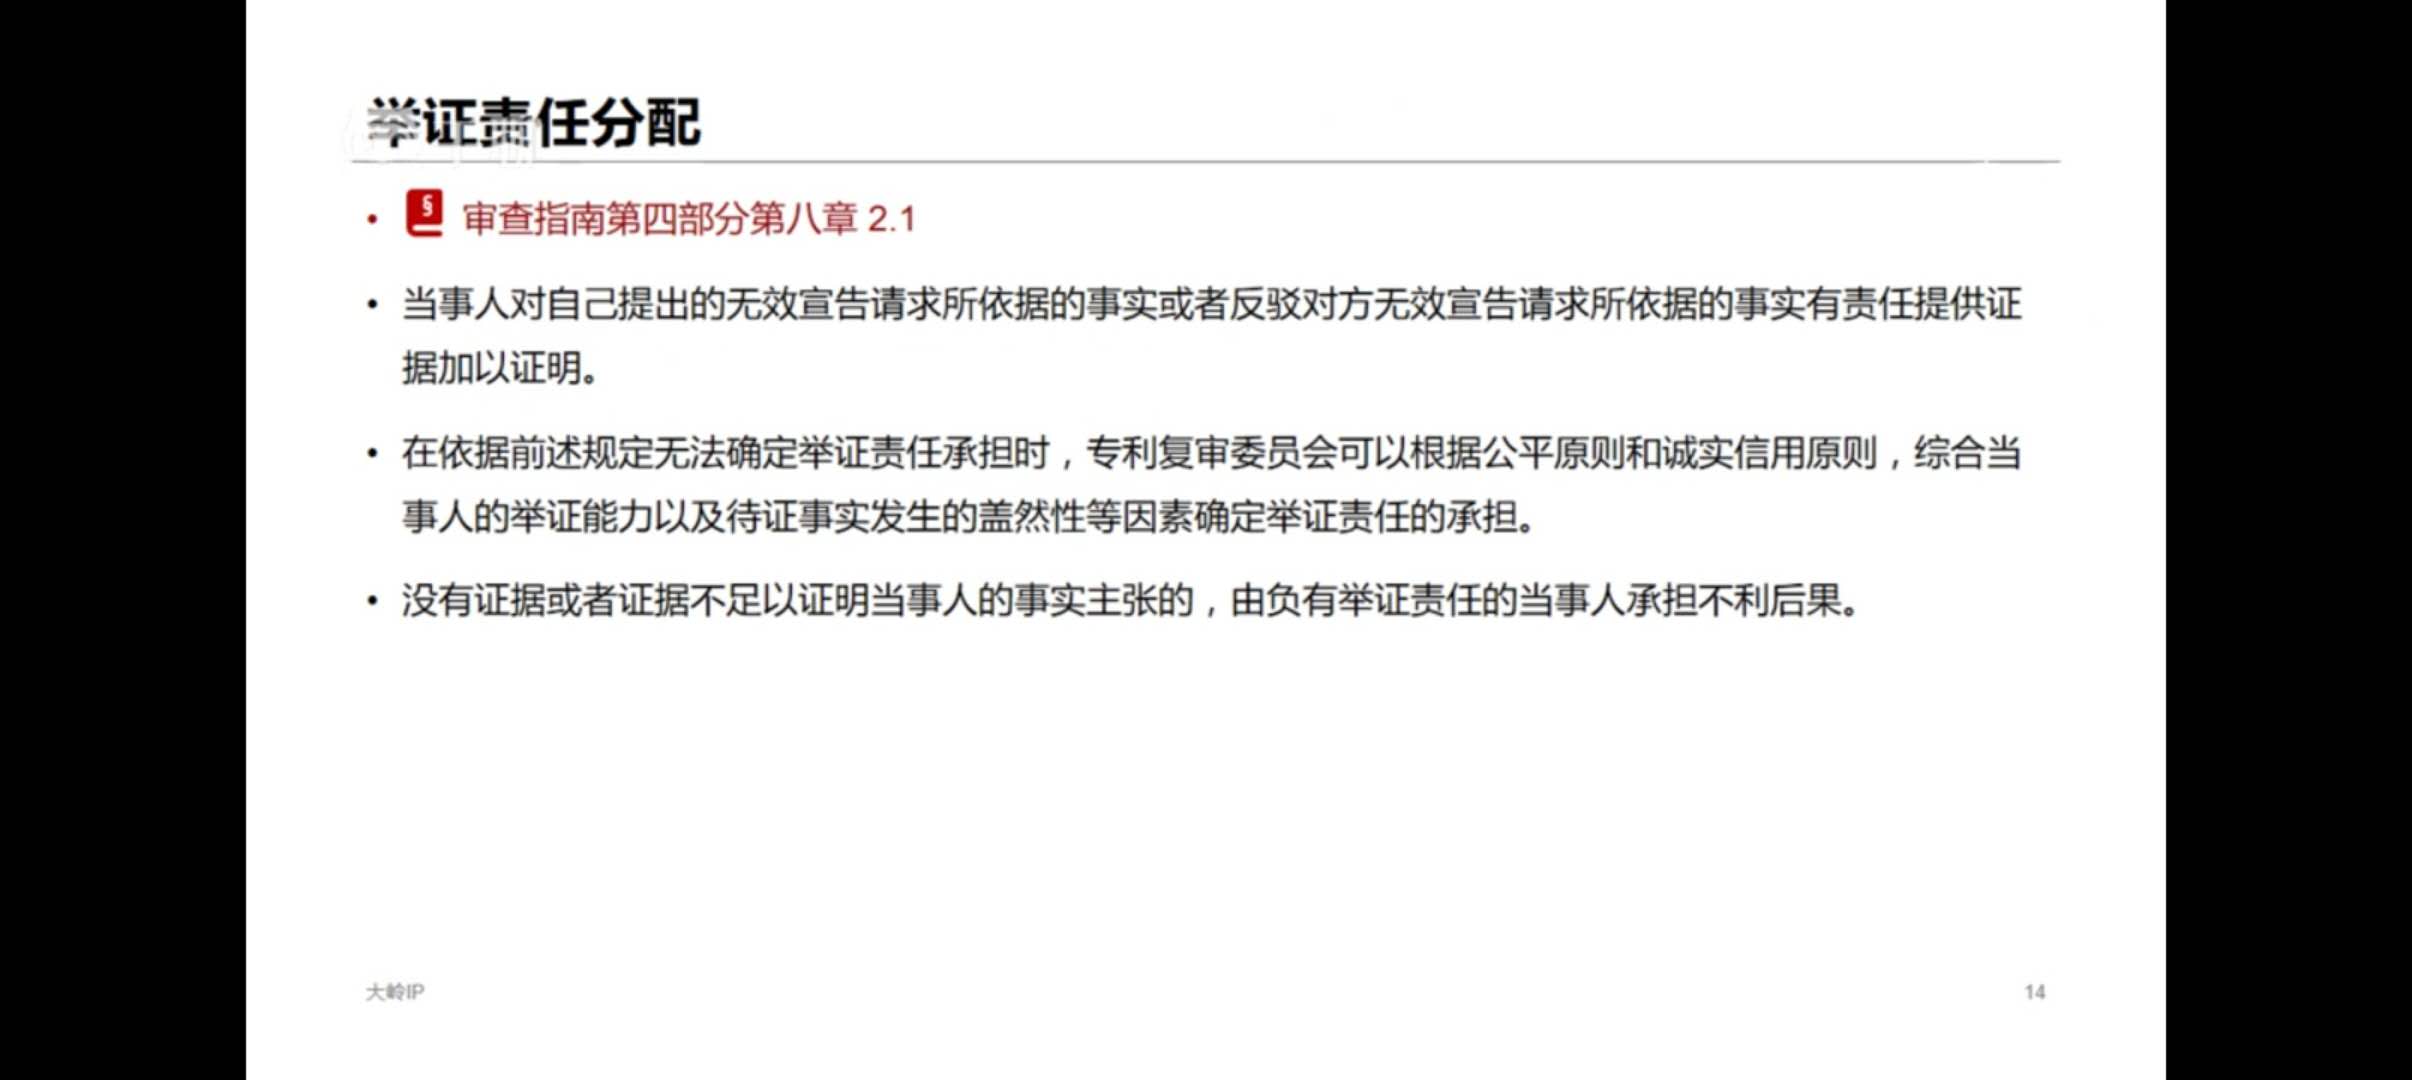 举证责任分配
• § 审查指南第四部分第八章 2.1
• 当事人对自己提出的无效宣告请求所依据的事实或者反驳对方无效宣告请求所依据的事实有责任提供证
据加以证明。
• 在依据前述规定无法确定举证责任承担时，专利复审委员会可以根据公平原则和诚实信用原则，综合当
事人的举证能力以及待证事实发生的盖然性等因素确定举证责任的承担。
• 没有证据或者证据不足以证明当事人的事实主张的，由负有举证责任的当事人承担不利后果。
大岭IP
14